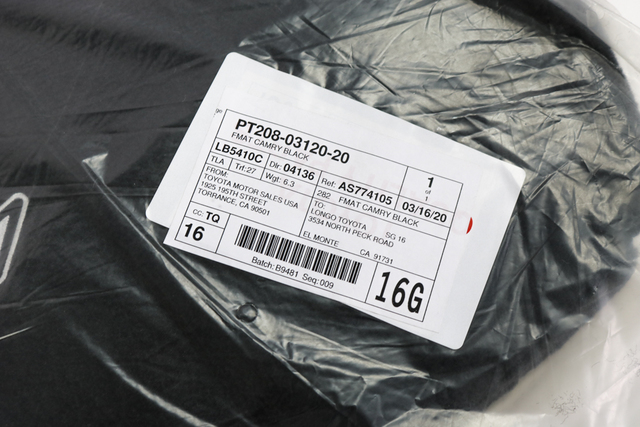 PT208-03120-20
FMAT CAMRY BLACK
1
of
1
LB5410C Dlr: 04136 Ref: AS774105 03/16/20
TLA Trf:27 Wgt: 6.3 282 FMAT CAMRY BLACK
FROM:
TOYOTA MOTOR SALES USA
1925 195TH STREET
TORRANCE, CA 90501
TO:
LONGO TOYOTA SG 16
3534 NORTH PECK ROAD
EL MONTE CA 91731
CC: TQ
16
Batch: B9481 Seq:009
16G